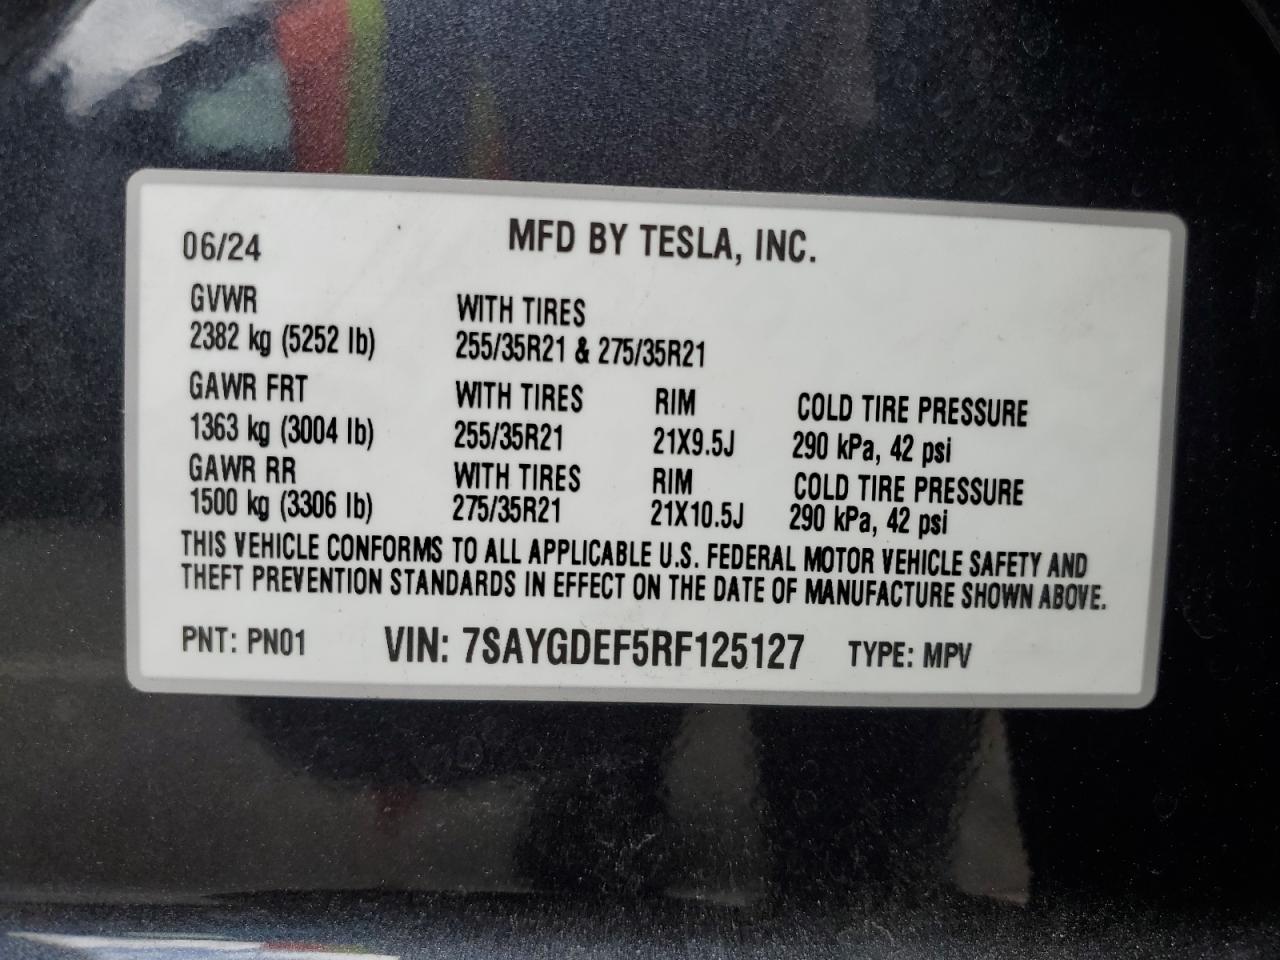 06/24 MFD BY TESLA, INC.
GVWR WITH TIRES
2382 kg (5252 lb) 255/35R21 & 275/35R21
GAWR FRT WITH TIRES RIM COLD TIRE PRESSURE
1363 kg (3004 lb) 255/35R21 21X9.5J 290 kPa, 42 psi
GAWR RR WITH TIRES RIM COLD TIRE PRESSURE
1500 kg (3306 lb) 275/35R21 21X10.5J 290 kPa, 42 psi
THIS VEHICLE CONFORMS TO ALL APPLICABLE U.S. FEDERAL MOTOR VEHICLE SAFETY AND
THEFT PREVENTION STANDARDS IN EFFECT ON THE DATE OF MANUFACTURE SHOWN ABOVE.
PNT: PN01 VIN: 7SAYGDEF5RF125127 TYPE: MPV